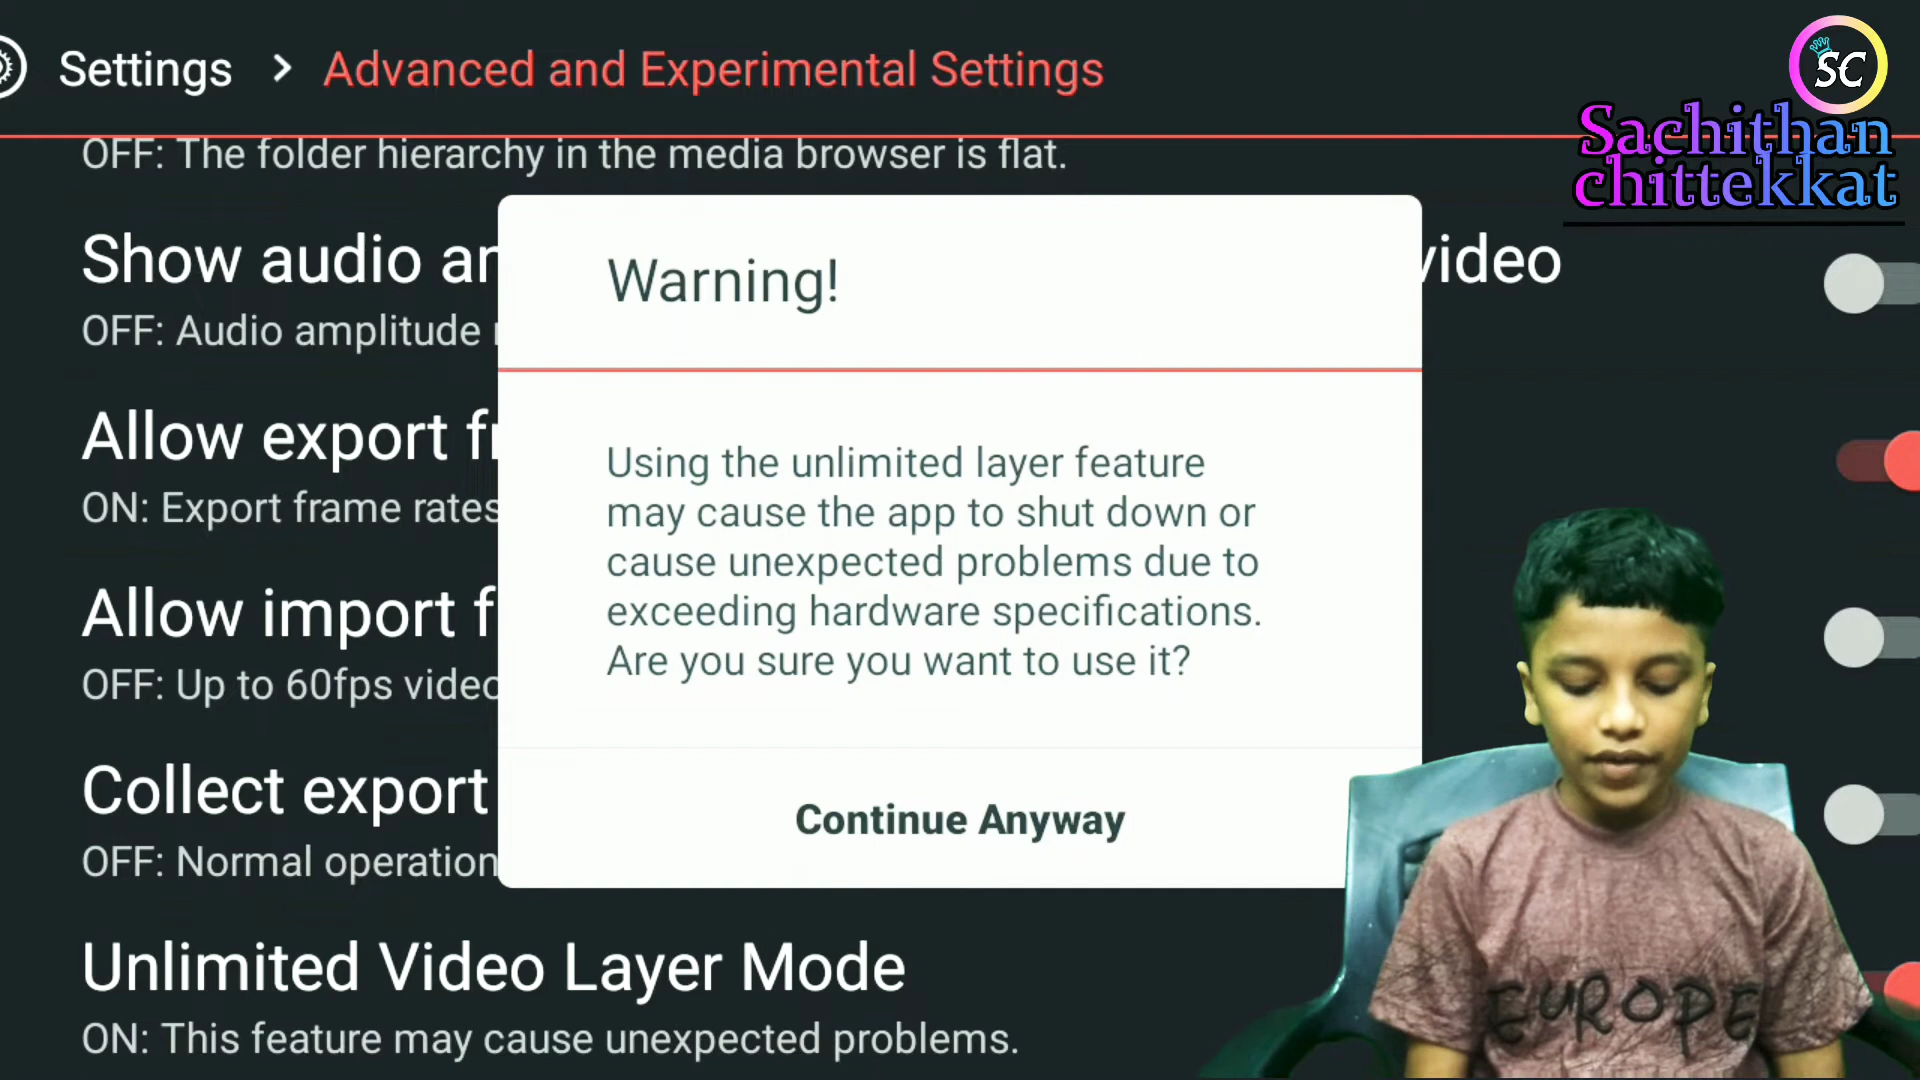 Settings > Advanced and Experimental Settings
SC
Sachithan
chittekkat
OFF: The folder hierarchy in the media browser is flat.
Show audio
video
OFF: Audio amplitude
Allow export
ON: Export frame rates
Allow import
OFF: Up to 60fps
Collect export
OFF: Normal operation
Unlimited Video Layer Mode
ON: This feature may cause unexpected problems.
Warning!
Using the unlimited layer feature
may cause the app to shut down or
cause unexpected problems due to
exceeding hardware specifications.
Are you sure you want to use it?
Continue Anyway
EUROPE